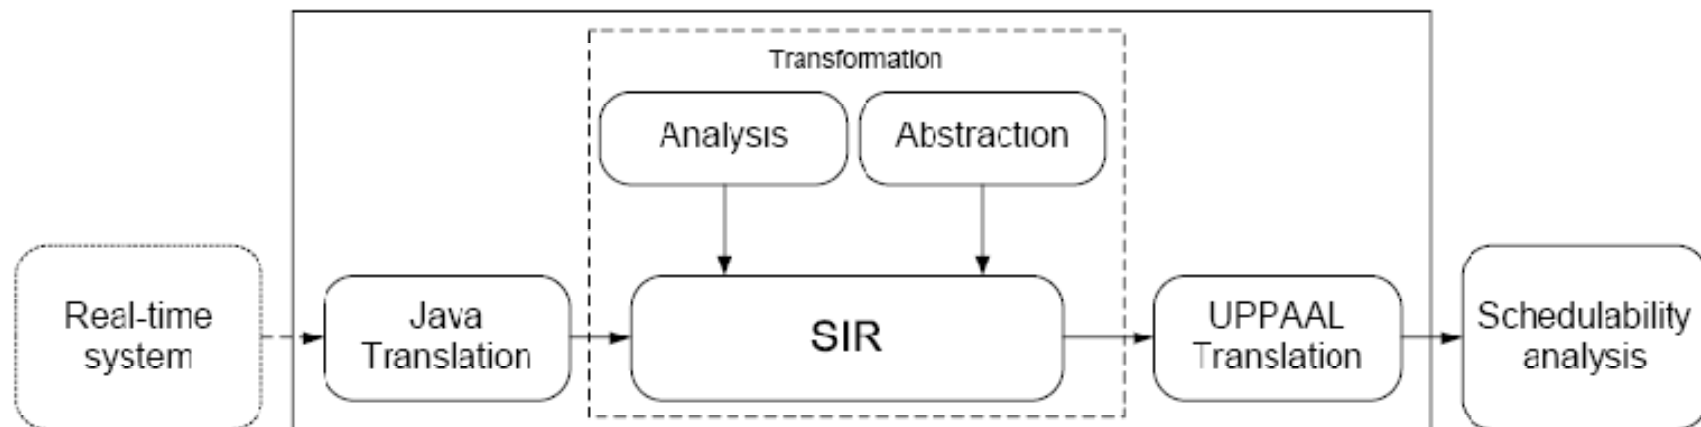 Transformation
Analysis
Abstraction
Real-time
system
Java
Translation
SIR
UPPAAL
Translation
Schedulability
analysis